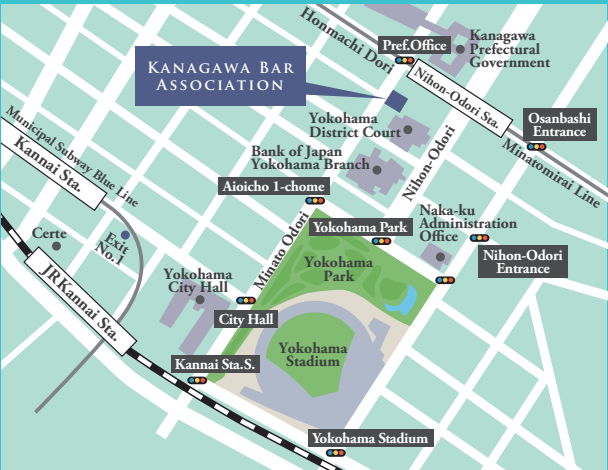 Honmachi Dori
Pref.Office
Kanagawa
Prefectural
Government
KANAGAWA BAR
ASSOCIATION
Nihon-Odori Sta.
Osanbashi
Entrance
Yokohama
District Court
Municipal Subway Blue Line
Kannai Sta.
Bank of Japan
Yokohama Branch
Nihon-Odori
Minatomirai Line
Aioicho 1-chome
Yokohama Park
Naka-ku
Administration
Office
Certe
Exit
No.1
Minato Odori
Nihon-Odori
Entrance
Yokohama
Park
JRKannai Sta.
Yokohama
City Hall
City Hall
Yokohama
Stadium
Kannai Sta.S.
Yokohama Stadium